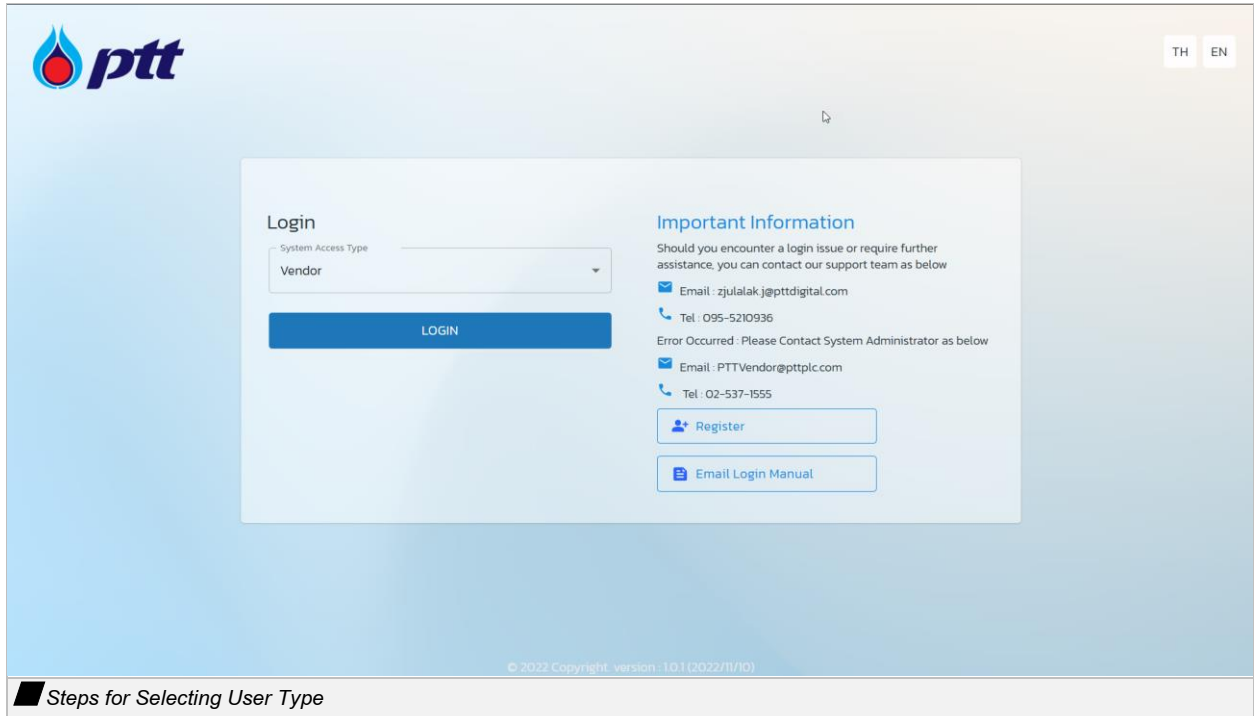 ptt
TH EN
Login
System Access Type
Vendor
LOGIN
Important Information
Should you encounter a login issue or require further
assistance, you can contact our support team as below
Email : zjulalak.j@pttdigital.com
Tel : 095-5210936
Error Occurred : Please Contact System Administrator as below
Email : PTTVendor@pttplc.com
Tel : 02-537-1555
Register
Email Login Manual
© 2022 Copyright: version : 1.0.1 (2022/11/10)
Steps for Selecting User Type